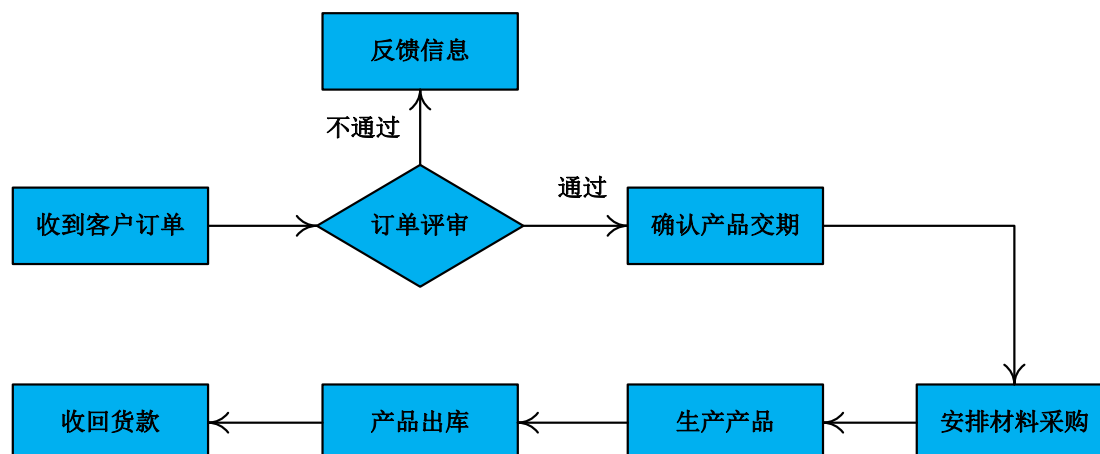 反馈信息
不通过
通过
收到客户订单
订单评审
确认产品交期
收回货款
产品出库
生产产品
安排材料采购